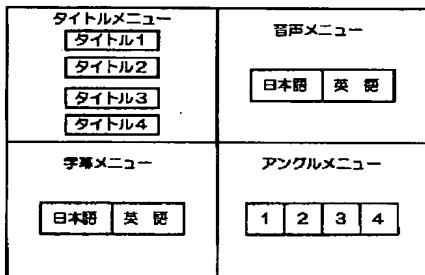 タイトルメニュー
タイトル1
タイトル2
タイトル3
タイトル4
音声メニュー
日本語 英 語
字幕メニュー
日本語 英 語
アングルメニュー
1 2 3 4